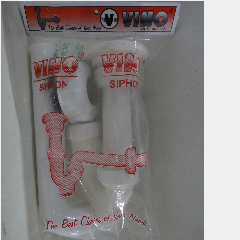 The Best Choice of Your Needs
V VINO
VINO ®
SIPHON
VINO
SIPHON
The Best Choice of Your Needs